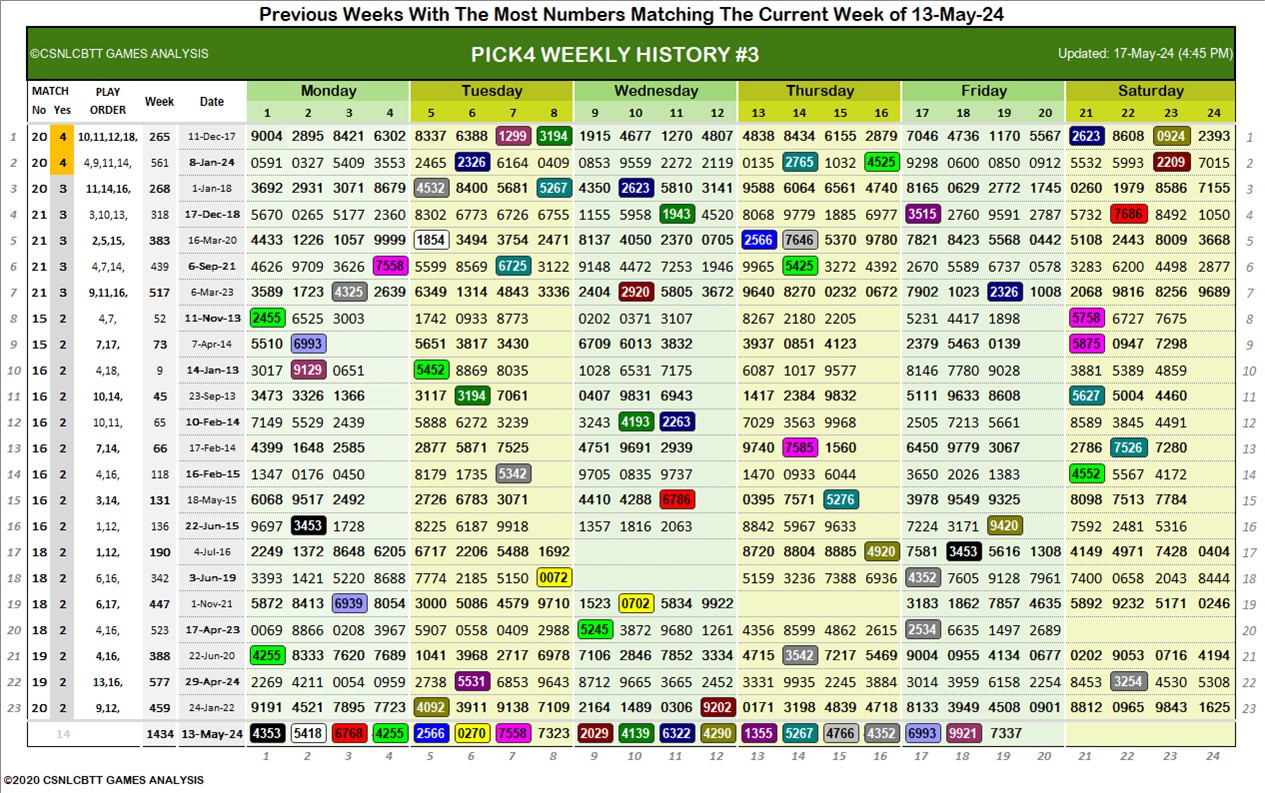 Previous Weeks With The Most Numbers Matching The Current Week of 13-May-24
©CSNLCBTT GAMES ANALYSIS PICK4 WEEKLY HISTORY #3 Updated: 17-May-24 (4:45 PM)
MATCH PLAY Week Date Monday Tuesday Wednesday Thursday Friday Saturday
No Yes ORDER 1 2 3 4 5 6 7 8 9 10 11 12 13 14 15 16 17 18 19 20 21 22 23 24
1 20 4 10,11,12,18, 265 11-Dec-17 9004 2895 8421 6302 8337 6388 1299 3194 1915 4677 1270 4807 4838 8434 6155 2879 7046 4736 1170 5567 2623 8608 0924 2293 1
2 20 4 4,9,11,14, 561 8-Jan-24 0591 0327 5409 3553 2465 2326 6164 0409 0853 9559 2272 2119 0135 2765 1032 4525 9298 0600 0850 0912 5532 5993 2209 7015 2
3 20 3 11,14,16, 268 1-Jan-18 3692 2931 3071 8679 4532 8400 5681 5267 4350 2623 5810 3141 9588 6064 6561 4740 8165 0629 2772 1745 0260 1979 8586 7155 3
4 21 3 3,10,13, 318 17-Dec-18 5670 0265 5177 2360 8302 6773 6726 6755 1155 5958 1943 4520 8068 9779 1885 6977 3515 2760 9591 2787 5732 7686 8492 1050 4
5 21 3 2,5,15, 383 16-Mar-20 4433 1226 1057 9999 1854 3494 3754 2471 8137 4050 2370 0705 2566 7646 5370 9780 7821 8423 5568 0442 5108 2443 8009 3668 5
6 21 3 4,7,14, 439 6-Sep-21 4626 9709 3626 7558 5599 8569 6725 3122 9148 4472 7253 1946 9965 5425 3272 4392 2670 5589 6737 0578 3283 6200 4498 2877 6
7 21 3 9,11,16, 517 6-Mar-23 3589 1723 4325 2639 6349 1314 4843 3336 2404 2920 5805 3672 9640 8270 0232 0672 7902 1023 2326 1008 2068 9816 8256 9689 7
8 15 2 4,7, 52 11-Nov-13 2455 6525 3003 1742 0933 8773 0202 0371 3107 8267 2180 2205 5231 4417 1898 5758 6727 7675 8
9 15 2 7,17, 73 7-Apr-14 5510 6993 5651 3817 3430 6709 6013 3832 3937 0851 4123 2379 5463 0139 5875 0947 7298 9
10 16 2 4,18, 9 14-Jan-13 3017 9129 0651 5452 8869 8035 1028 6531 7175 6087 1017 9577 8146 7780 9028 3881 5389 4859 10
11 16 2 10,14, 45 23-Sep-13 3473 3326 1366 3117 3194 7061 0407 9831 6943 1417 2384 9832 5111 9633 8608 5627 5004 4460 11
12 16 2 10,11, 65 10-Feb-14 7149 5529 2439 5888 6272 3239 3243 4193 2263 7029 3563 9968 2505 7213 5661 8589 3845 4491 12
13 16 2 7,14, 66 17-Feb-14 4399 1648 2585 2877 5871 7525 4751 9691 2939 9740 7585 1560 6450 9779 3067 2786 7526 7280 13
14 16 2 4,16, 118 16-Feb-15 1347 0176 0450 8179 1735 5342 9705 0835 9737 1470 0933 6044 3650 2026 1383 4552 5567 4172 14
15 16 2 3,14, 131 18-May-15 6068 9517 2492 2726 6783 3071 4410 4288 6786 0395 7571 5276 3978 9549 9325 8098 7513 7784 15
16 16 2 1,12, 136 22-Jun-15 9697 3453 1728 8225 6187 9918 1357 1816 2063 8842 5967 9633 7224 3171 9420 7592 2481 5316 16
17 18 2 1,12, 190 4-Jul-16 2249 1372 8648 6205 6717 2206 5488 1692 8720 8804 8885 4920 7581 3453 5616 1308 4149 4971 7428 0404 17
18 18 2 6,16, 342 3-Jun-19 3393 1421 5220 8688 7774 2185 5150 0072 5159 3236 7388 6936 4352 7605 9128 7961 7400 0658 2043 8444 18
19 18 2 6,17, 447 1-Nov-21 5872 8413 6939 8054 3000 5086 4579 9710 1523 0702 5834 9922 3183 1862 7857 4635 5892 9232 5171 0246 19
20 18 2 4,16, 523 17-Apr-23 0069 8866 0208 3967 5907 0558 0409 2988 5245 3872 9680 1261 4356 8599 4862 2615 2534 6635 1497 2689 20
21 19 2 4,16, 388 22-Jun-20 4255 8333 7620 7689 1041 3968 2717 6978 7106 2846 7852 3334 4715 3542 7217 5469 9004 0955 4134 0677 0202 9053 0716 4194 21
22 19 2 13,16, 557 29-Apr-24 2269 4211 0054 0959 2738 5531 6853 9643 8712 9665 3665 2452 3331 9935 2245 3884 3014 3959 6158 2254 8453 3254 4530 5308 22
23 20 2 9,12, 459 24-Jan-22 9191 4521 7895 7723 4092 3911 9138 7109 2164 1489 0306 9202 0171 3198 4839 4718 8133 3949 4508 0901 8812 0965 9843 1625 23
14 1434 13-May-24 4353 5418 6768 4255 2566 0270 7558 7323 2029 4139 6322 4290 1355 5267 4766 4352 6993 9921 7337
1 2 3 4 5 6 7 8 9 10 11 12 13 14 15 16 17 18 19 20 21 22 23 24
©2020 CSNLCBTT GAMES ANALYSIS